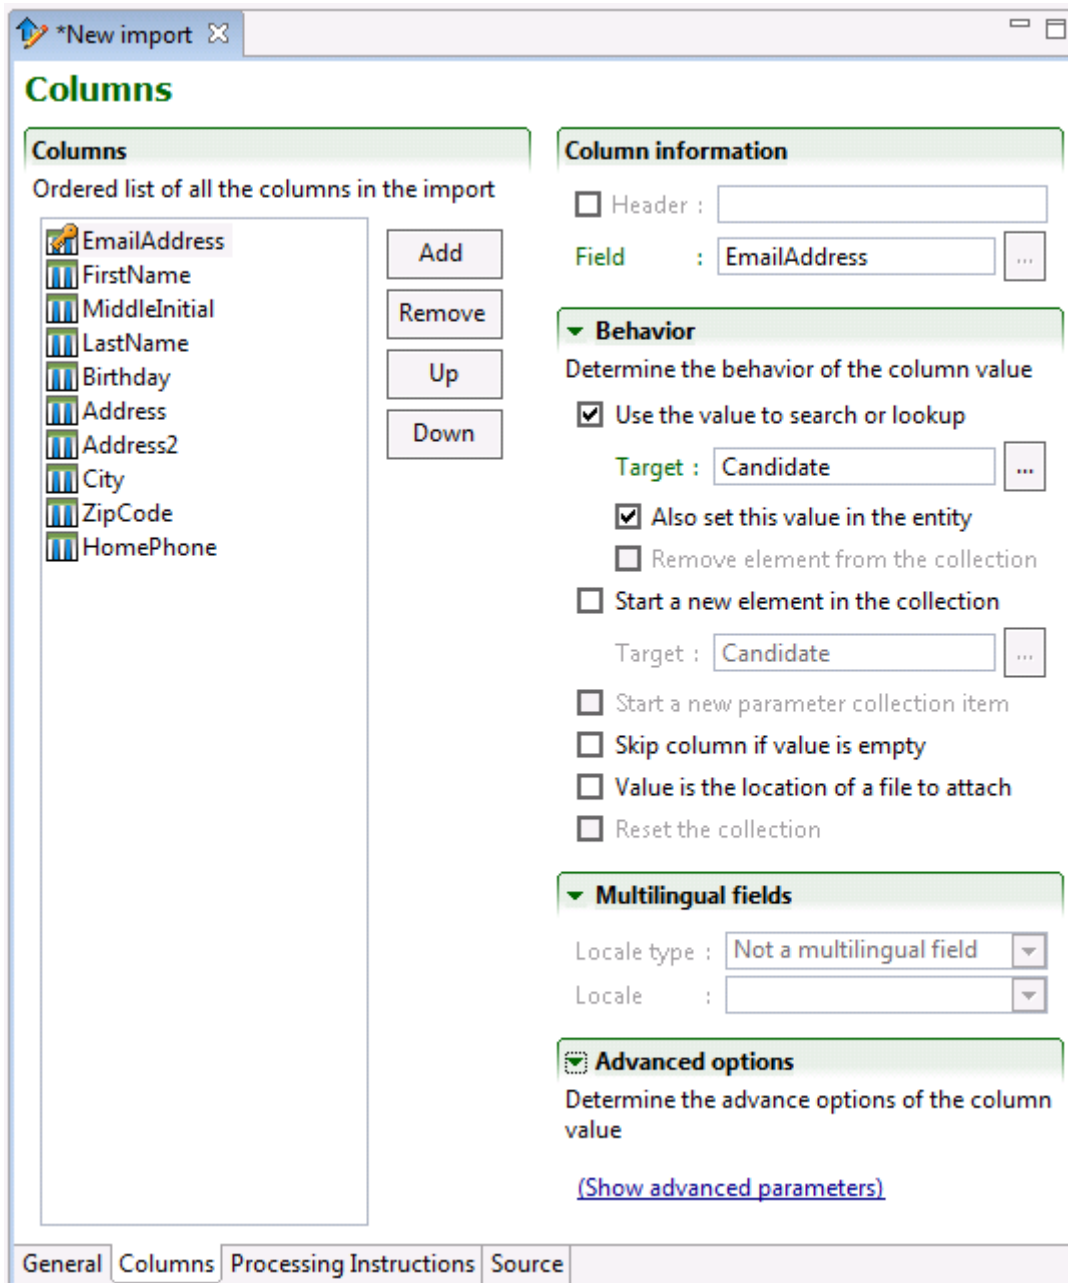 *New import
Columns
Columns
Ordered list of all the columns in the import
EmailAddress
FirstName
MiddleInitial
LastName
Birthday
Address
Address2
City
ZipCode
HomePhone
Add
Remove
Up
Down
Column information
Header :
Field : EmailAddress ...
Behavior
Determine the behavior of the column value
Use the value to search or lookup
Target : Candidate ...
Also set this value in the entity
Remove element from the collection
Start a new element in the collection
Target : Candidate ...
Start a new parameter collection item
Skip column if value is empty
Value is the location of a file to attach
Reset the collection
Multilingual fields
Locale type : Not a multilingual field
Locale :
Advanced options
Determine the advance options of the column
value
(Show advanced parameters)
General Columns Processing Instructions Source